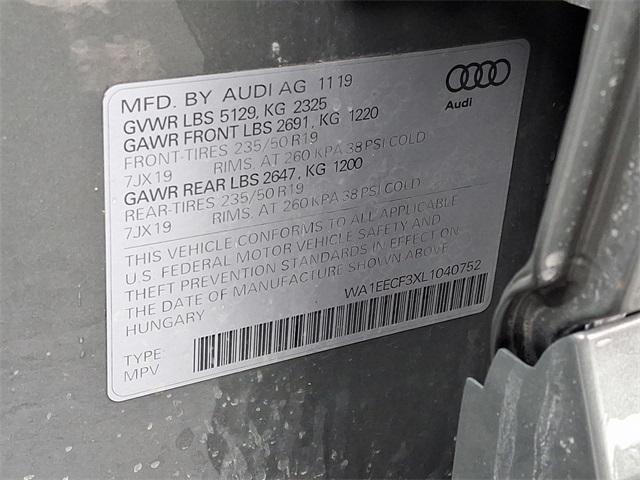 MFD. BY AUDI AG 11 19
GVWR LBS 5129, KG 2325
GAWR FRONT LBS 2691, KG 1220
FRONT-TIRES 235/50 R19
7JX19 RIMS, AT 260 KPA 38 PSI COLD
GAWR REAR LBS 2647, KG 1200
REAR-TIRES 235/50 R19
7JX19 RIMS, AT 260 KPA 38 PSI COLD
THIS VEHICLE CONFORMS TO ALL APPLICABLE
U.S. FEDERAL MOTOR VEHICLE SAFETY AND
THEFT PREVENTION STANDARDS IN EFFECT ON
THE DATE OF MANUFACTURE SHOWN ABOVE.
HUNGARY
WA1EECF3XL1040752
TYPE:
MPV
Audi